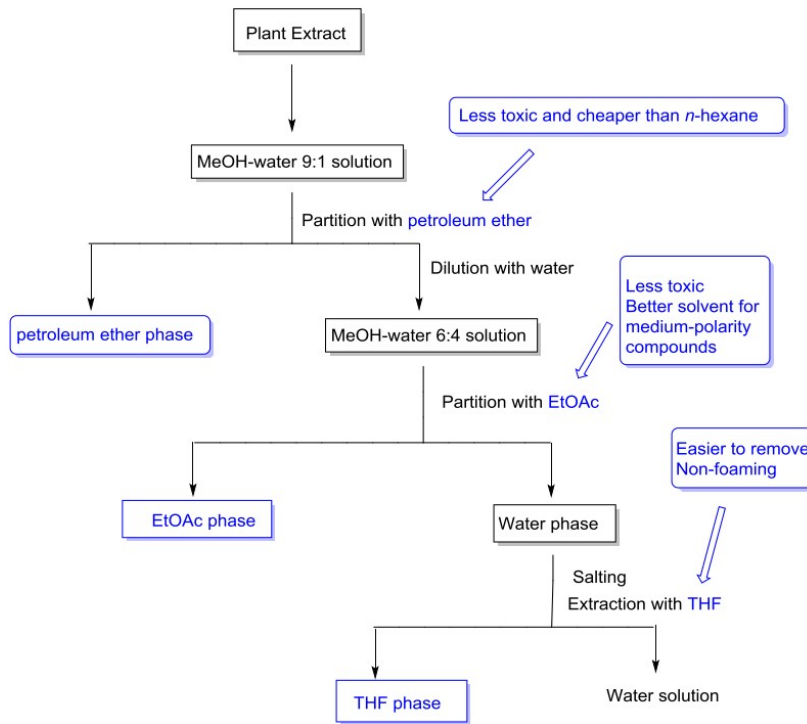 Plant Extract
Less toxic and cheaper than n-hexane
MeOH-water 9:1 solution
Partition with petroleum ether
Dilution with water
Less toxic
Better solvent for
medium-polarity
compounds
petroleum ether phase
MeOH-water 6:4 solution
Partition with EtOAc
Easier to remove
Non-foaming
EtOAc phase
Water phase
Salting
Extraction with THF
THF phase
Water solution